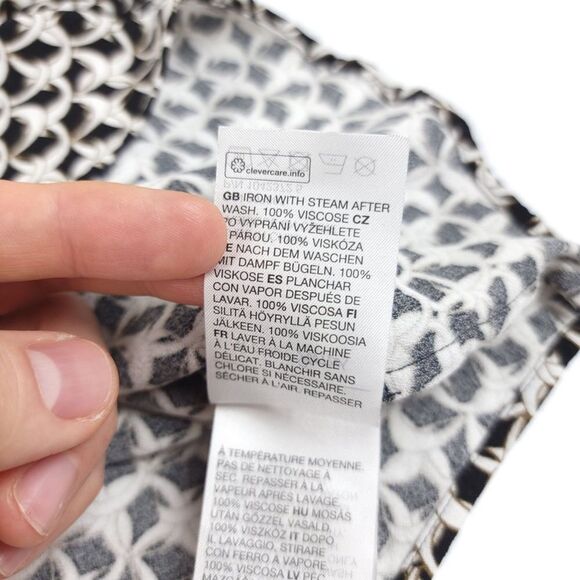 clevercare.info
GB IRON WITH STEAM AFTER
WASH. 100% VISCOSE CZ
PO VYPRÁNÍ VYŽEHLETE
PÁROU. 100% VISKÓZA
NACH DEM WASCHEN
MIT DAMPF BÜGELN. 100%
VISKOSE ES PLANCHAR
CON VAPOR DESPUÉS DE
LAVAR. 100% VISCOSA FI
SILITÄ HÖYRYLLÄ PESUN
JÄLKEEN. 100% VISKOOSIA
FR LAVER À LA MACHINE
À L'EAU FROIDE CYCLE
DÉLICAT. BLANCHIR SANS
CHLORE SI NÉCESSAIRE.
SÉCHER À L'AIR. REPASSER
À TEMPÉRATURE MOYENNE.
PAS DE NETTOYAGE À
SEC. REPASSER À LA
VAPEUR APRÈS LAVAGE
100% VISCOSE HU MOSÁS
UTÁN GŐZZEL VASALD.
100% VISZKÓZ IT DOPO
IL LAVAGGIO, STIRARE
CON FERRO A VAPORE
100% VISCOSA LV PĒC